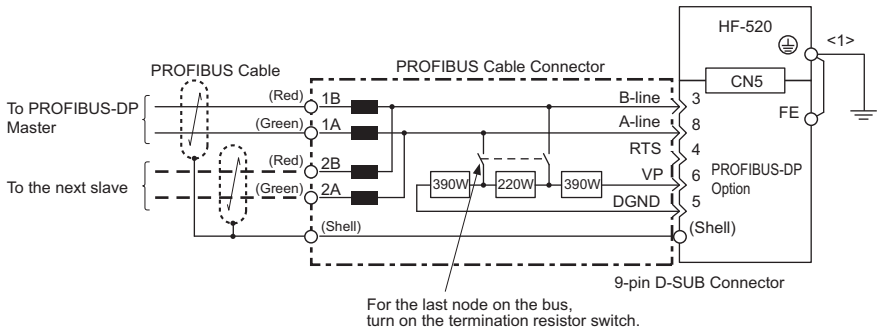 HF-520
<1>
PROFIBUS Cable
PROFIBUS Cable Connector
CN5
(Red)
1B
B-line
3
To PROFIBUS-DP
Master
FE
(Green)
1A
A-line
8
RTS
4
(Red)
2B
VP
6
PROFIBUS-DP
Option
To the next slave
(Green)
2A
390W
220W
390W
DGND
5
(Shell)
(Shell)
9-pin D-SUB Connector
For the last node on the bus,
turn on the termination resistor switch.